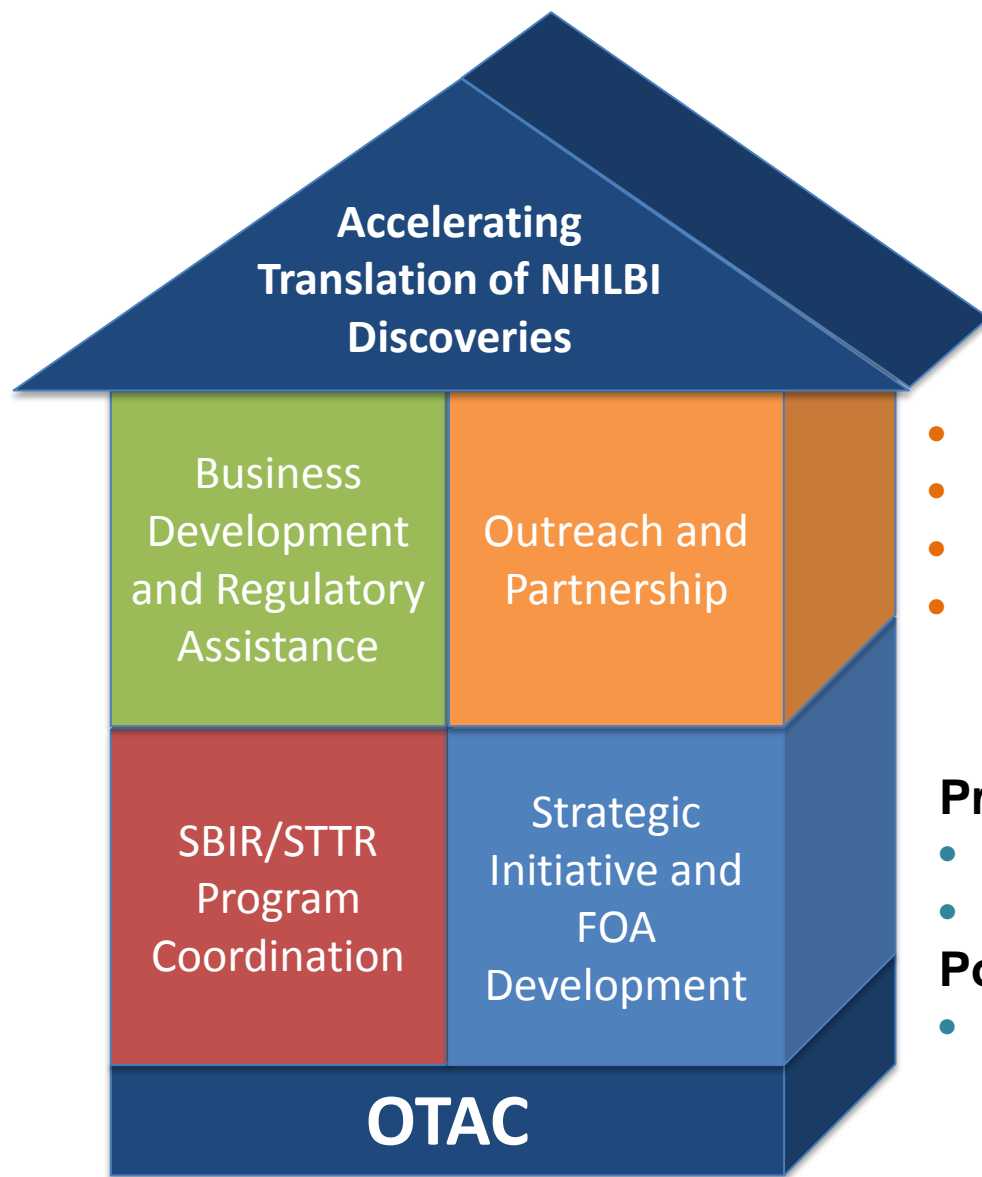 Accelerating
Translation of NHLBI
Discoveries
Business
Development
and Regulatory
Assistance
Outreach and
Partnership
SBIR/STTR
Program
Coordination
Strategic
Initiative and
FOA
Development
OTAC